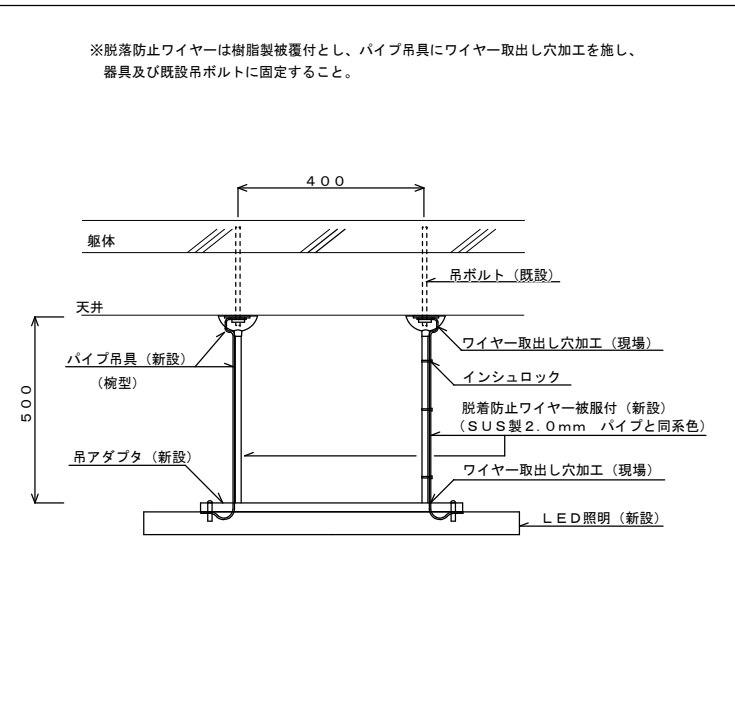 ※脱落防止ワイヤーは樹脂製被覆付とし、パイプ吊具にワイヤー取出し穴加工を施し、
器具及び既設吊ボルトに固定すること。
400
躯体
吊ボルト（既設）
天井
ワイヤー取出し穴加工（現場）
パイプ吊具（新設）
（椀型）
インシュロック
500
脱着防止ワイヤー被服付（新設）
（ＳＵＳ製２.０mm　パイプと同系色）
吊アダプタ（新設）
ワイヤー取出し穴加工（現場）
ＬＥＤ照明（新設）